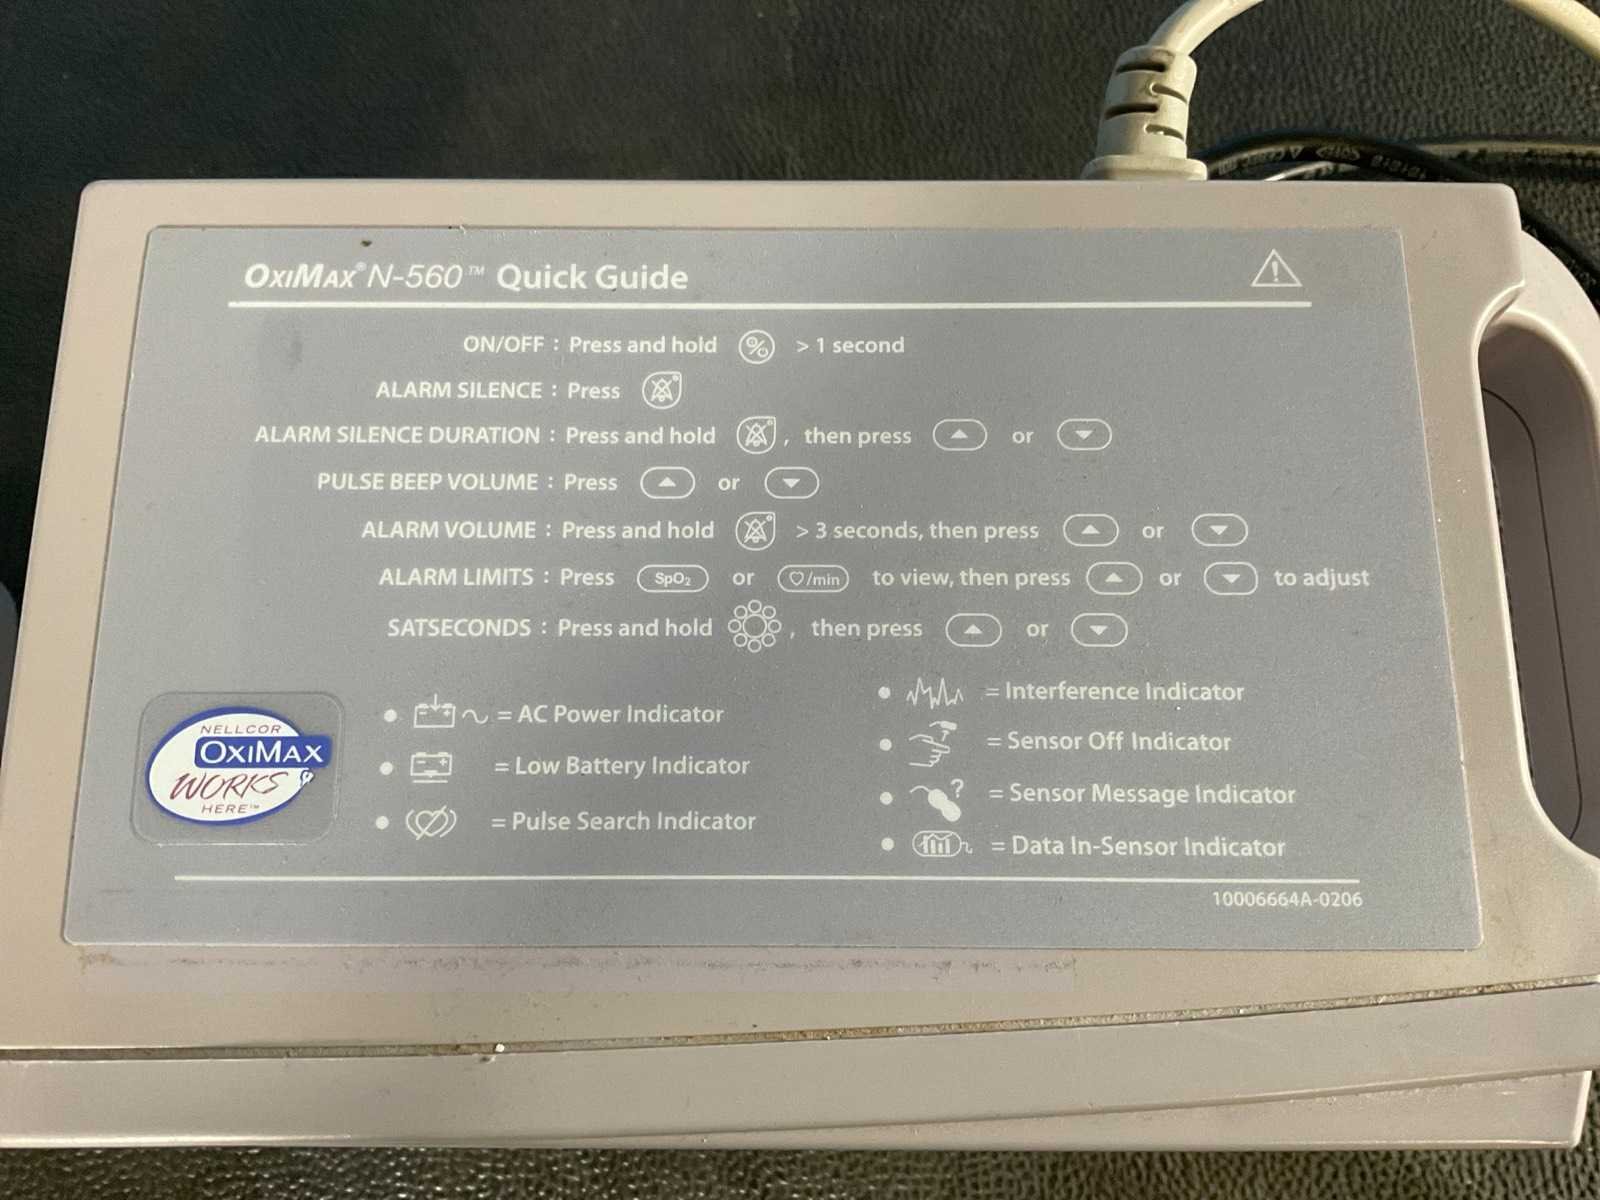 OXIMAX® N-560™ Quick Guide
ON/OFF : Press and hold > 1 second
ALARM SILENCE : Press
ALARM SILENCE DURATION : Press and hold , then press or
PULSE BEEP VOLUME : Press or
ALARM VOLUME : Press and hold > 3 seconds, then press or
ALARM LIMITS : Press SpO₂ or ♡/min to view, then press or to adjust
SATSECONDS : Press and hold , then press or
= AC Power Indicator
= Low Battery Indicator
= Pulse Search Indicator
= Interference Indicator
= Sensor Off Indicator
= Sensor Message Indicator
= Data In-Sensor Indicator
NELLCOR
OXIMAX
WORKS
HERE™
10006664A-0206